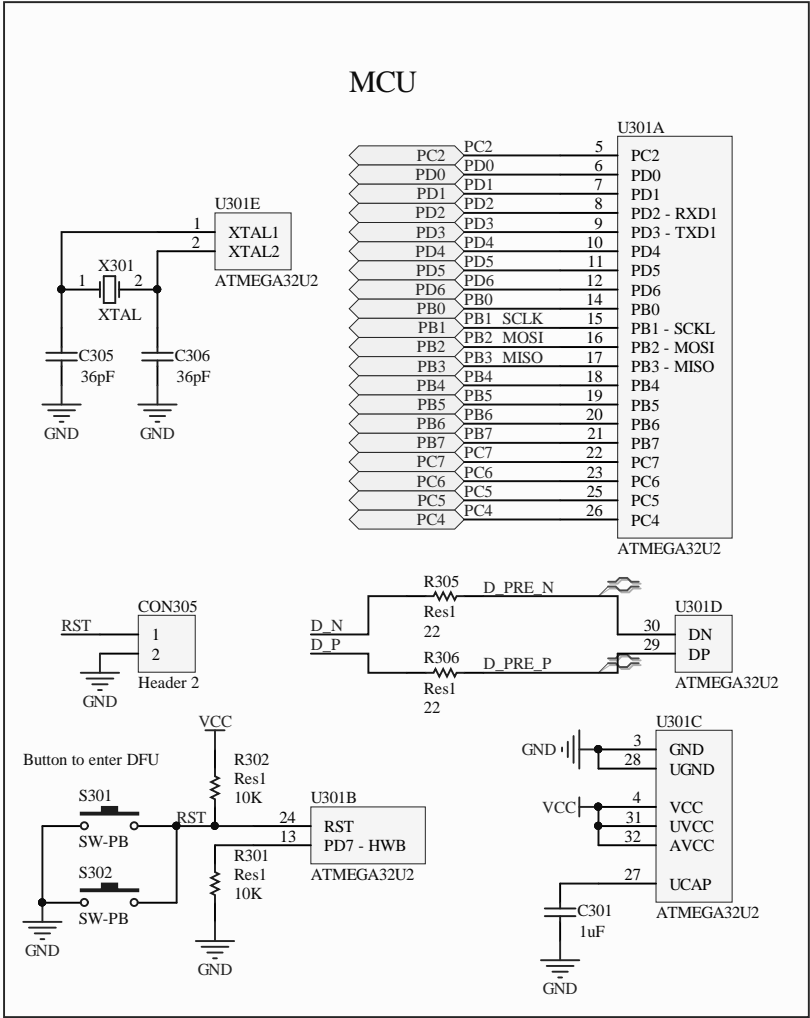 MCU
U301A
PC2 PC2 5 PC2
PD0 PD0 6 PD0
PD1 PD1 7 PD1
PD2 PD2 8 PD2 - RXD1
PD3 PD3 9 PD3 - TXD1
PD4 PD4 10 PD4
PD5 PD5 11 PD5
PD6 PD6 12 PD6
PB0 PB0 14 PB0
PB1 PB1 SCLK 15 PB1 - SCKL
PB2 PB2 MOSI 16 PB2 - MOSI
PB3 PB3 MISO 17 PB3 - MISO
PB4 PB4 18 PB4
PB5 PB5 19 PB5
PB6 PB6 20 PB6
PB7 PB7 21 PB7
PC7 PC7 22 PC7
PC6 PC6 23 PC6
PC5 PC5 25 PC5
PC4 PC4 26 PC4
ATMEGA32U2
U301E
1 XTAL1
2 XTAL2
ATMEGA32U2
X301
1 2
XTAL
C305
36pF
C306
36pF
GND
GND
CON305
RST 1
2
Header 2
GND
R305
D_PRE_N
Res1
22
D_N
D_P
R306
D_PRE_P
Res1
22
U301D
30 DN
29 DP
ATMEGA32U2
VCC
Button to enter DFU
R302
Res1
10K
S301
SW-PB
S302
SW-PB
GND
RST
U301B
24 RST
13 PD7 - HWB
ATMEGA32U2
R301
Res1
10K
GND
U301C
GND 3 GND
28 UGND
VCC 4 VCC
31 UVCC
32 AVCC
27 UCAP
ATMEGA32U2
C301
1uF
GND